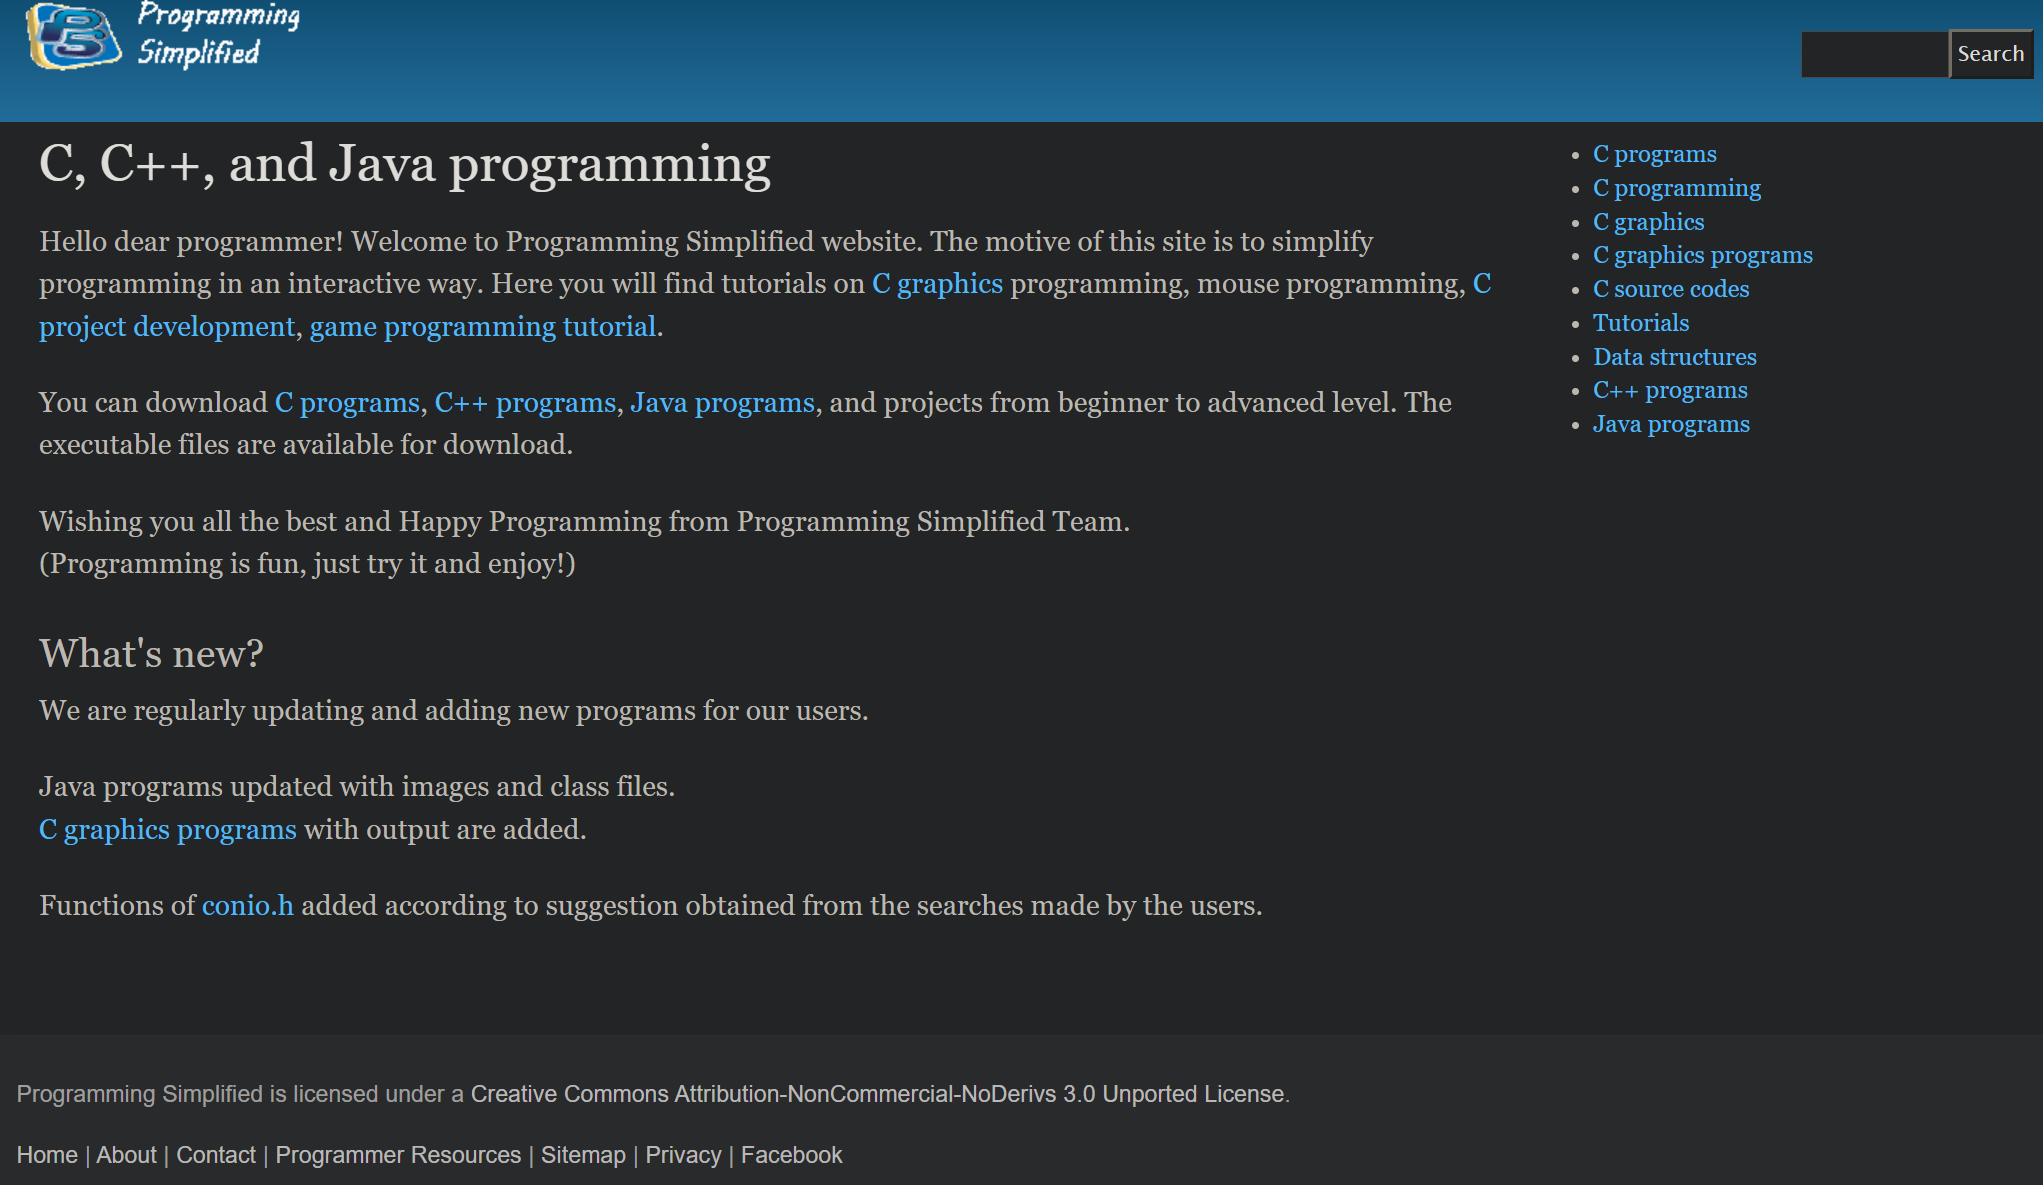 Programming
Simplified
Search
C, C++, and Java programming
Hello dear programmer! Welcome to Programming Simplified website. The motive of this site is to simplify
programming in an interactive way. Here you will find tutorials on C graphics programming, mouse programming, C
project development, game programming tutorial.
You can download C programs, C++ programs, Java programs, and projects from beginner to advanced level. The
executable files are available for download.
Wishing you all the best and Happy Programming from Programming Simplified Team.
(Programming is fun, just try it and enjoy!)
What's new?
We are regularly updating and adding new programs for our users.
Java programs updated with images and class files.
C graphics programs with output are added.
Functions of conio.h added according to suggestion obtained from the searches made by the users.
C programs
C programming
C graphics
C graphics programs
C source codes
Tutorials
Data structures
C++ programs
Java programs
Programming Simplified is licensed under a Creative Commons Attribution-NonCommercial-NoDerivs 3.0 Unported License.
Home | About | Contact | Programmer Resources | Sitemap | Privacy | Facebook